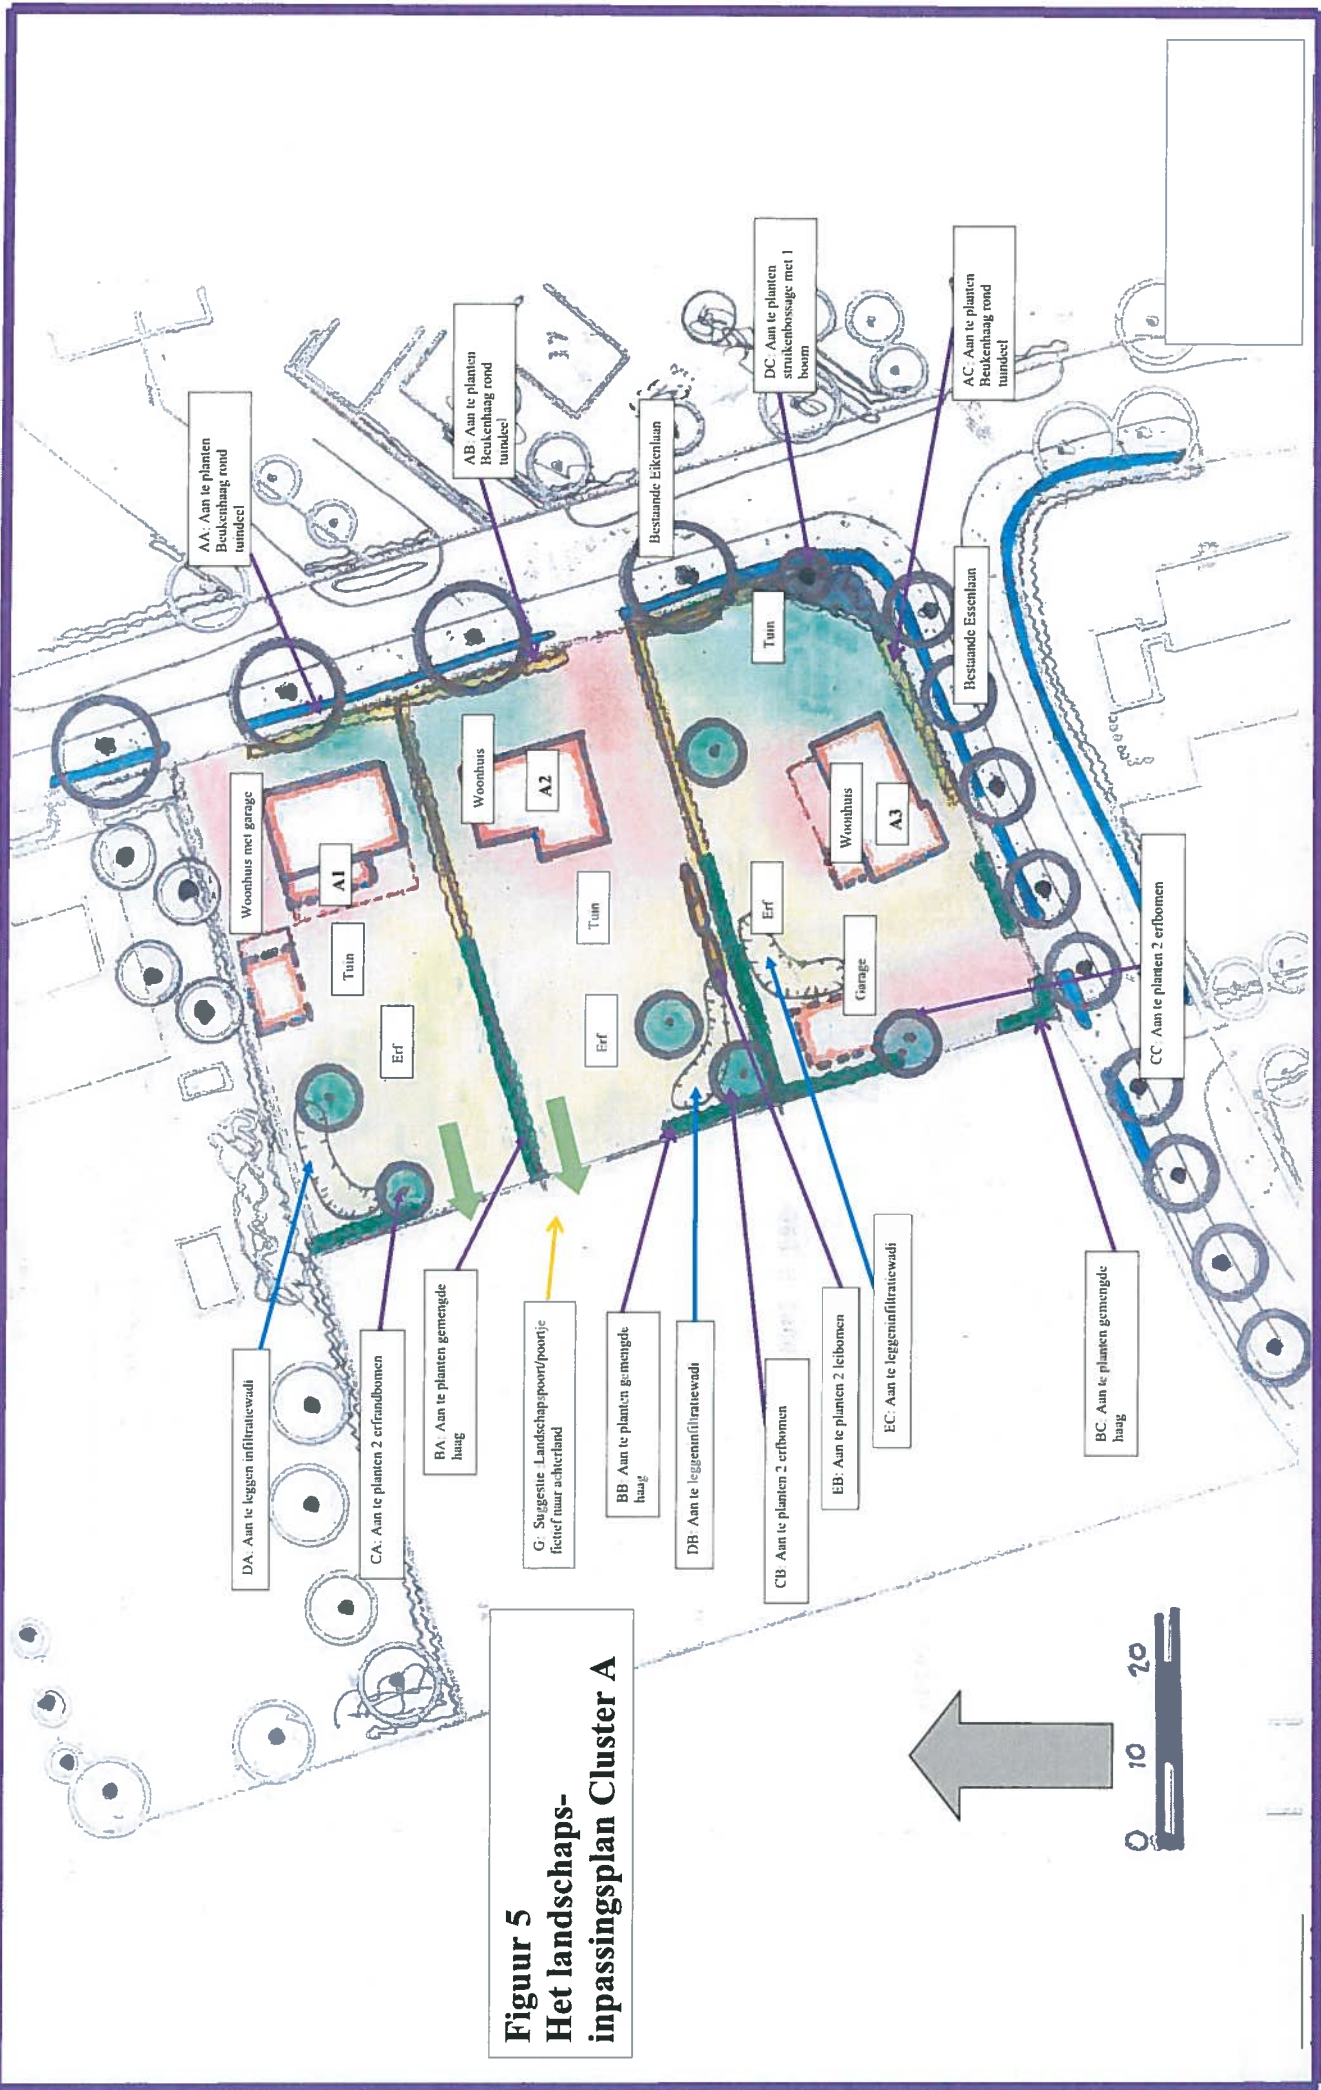 Figuur 5
Het landschaps-
inpassingsplan Cluster A
DA: Aan te leggen infiltratiewadi
CA: Aan te planten 2 erfrandbomen
BA: Aan te planten gemengde
haag
G: Suggestie :Landschapspoort/poortje
fictief naar achterland
BB: Aan te planten gemengde
haag
DB: Aan te leggeninfiltratiewadi
CB: Aan te planten 2 erfbomen
EB: Aan te planten 2 leibomen
EC: Aan te leggeninfiltratiewadi
BC: Aan te planten gemengde
haag
Woonhuis met garage
A1
Tuin
Erf
Woonhuis
A2
Tuin
Erf
Tuin
Woonhuis
A3
Erf
Garage
AA: Aan te planten
Beukenhaag rond
tuindeel
AB: Aan te planten
Beukenhaag rond
tuindeel
17
Bestaande Eikenlaan
DC: Aan te planten
struikenbossage met 1
boom
AC: Aan te planten
Beukenhaag rond
tuindeel
Bestaande Essenlaan
CC: Aan te planten 2 erfbomen
0 10 20